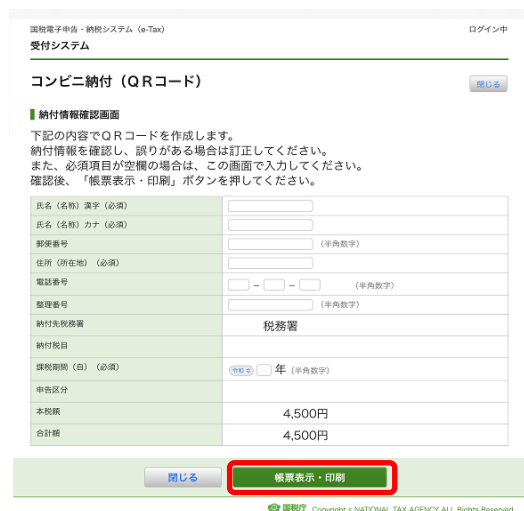 国税電子申告・納税システム（e-Tax） ログイン中
受付システム
コンビニ納付（ＱＲコード） 閉じる
納付情報確認画面
下記の内容でＱＲコードを作成します。
納付情報を確認し、誤りがある場合は訂正してください。
また、必須項目が空欄の場合は、この画面で入力してください。
確認後、「帳票表示・印刷」ボタンを押してください。
氏名（名称）漢字（必須）
氏名（名称）カナ（必須）
郵便番号 （半角数字）
住所（所在地）（必須）
電話番号 － － （半角数字）
整理番号 （半角数字）
納付先税務署 税務署
納付税目
課税期間（自）（必須） 令和 年（半角数字）
申告区分
本税額 4,500円
合計額 4,500円
閉じる 帳票表示・印刷
国税庁 Copyright © NATIONAL TAX AGENCY ALL Rights Reserved